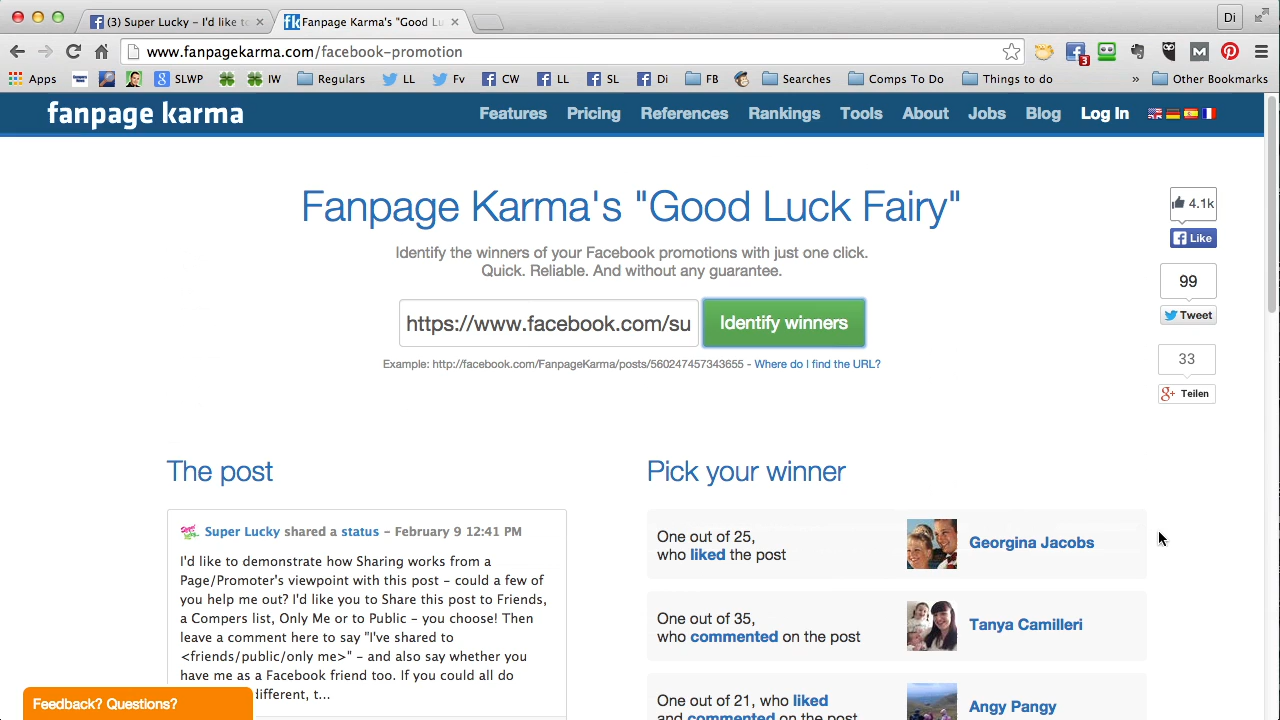 (3) Super Lucky – I'd like to
Fanpage Karma's "Good Lu
Di
www.fanpagekarma.com/facebook-promotion
3
Apps
SLWP
IW
Regulars
LL
Fv
CW
LL
SL
Di
FB
Searches
Comps To Do
Things to do
»
Other Bookmarks
fanpage karma
Features
Pricing
References
Rankings
Tools
About
Jobs
Blog
Log In
Fanpage Karma's "Good Luck Fairy"
Identify the winners of your Facebook promotions with just one click.
Quick. Reliable. And without any guarantee.
https://www.facebook.com/su
Identify winners
Example: http://facebook.com/FanpageKarma/posts/560247457343655 - Where do I find the URL?
4.1k
Like
99
Tweet
33
Teilen
The post
Super Lucky shared a status – February 9 12:41 PM
I'd like to demonstrate how Sharing works from a
Page/Promoter's viewpoint with this post – could a few of
you help me out? I'd like you to Share this post to Friends,
a Compers list, Only Me or to Public – you choose! Then
leave a comment here to say "I've shared to
<friends/public/only me>" – and also say whether you
have me as a Facebook friend too. If you could all do
different, t...
Feedback? Questions?
Pick your winner
One out of 25,
who liked the post
Georgina Jacobs
One out of 35,
who commented on the post
Tanya Camilleri
One out of 21, who liked
and commented on the post
Angy Pangy